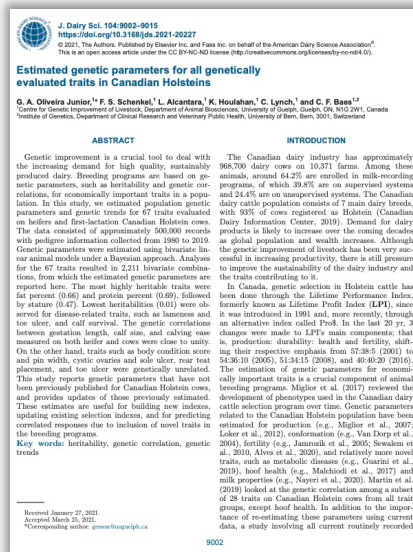 J. Dairy Sci. 104:9002–9015
https://doi.org/10.3168/jds.2021-20227
© 2021, The Authors. Published by Elsevier Inc. and Fass Inc. on behalf of the American Dairy Science Association®.
This is an open access article under the CC BY-NC-ND license (http://creativecommons.org/licenses/by-nc-nd/4.0/).
Estimated genetic parameters for all genetically
evaluated traits in Canadian Holsteins
G. A. Oliveira Junior,1* F. S. Schenkel,1 L. Alcantara,1 K. Houlahan,1 C. Lynch,1 and C. F. Baes1,2
1Centre for Genetic Improvement of Livestock, Department of Animal Biosciences, University of Guelph, Guelph, ON, N1G 2W1, Canada
2Institute of Genetics, Department of Clinical Research and Veterinary Public Health, University of Bern, Bern, 3001, Switzerland
ABSTRACT
Genetic improvement is a crucial tool to deal with
the increasing demand for high quality, sustainably
produced dairy. Breeding programs are based on ge-
netic parameters, such as heritability and genetic cor-
relations, for economically important traits in a popu-
lation. In this study, we estimated population genetic
parameters and genetic trends for 67 traits evaluated
on heifers and first-lactation Canadian Holstein cows.
The data consisted of approximately 500,000 records
with pedigree information collected from 1980 to 2019.
Genetic parameters were estimated using bivariate lin-
ear animal models under a Bayesian approach. Analyses
for the 67 traits resulted in 2,211 bivariate combina-
tions, from which the estimated genetic parameters are
reported here. The most highly heritable traits were
fat percent (0.66) and protein percent (0.69), followed
by stature (0.47). Lowest heritabilities (0.01) were ob-
served for disease-related traits, such as lameness and
toe ulcer, and calf survival. The genetic correlations
between gestation length, calf size, and calving ease
measured on both heifer and cows were close to unity.
On the other hand, traits such as body condition score
and pin width, cystic ovaries and sole ulcer, rear teat
placement, and toe ulcer were genetically unrelated.
This study reports genetic parameters that have not
been previously published for Canadian Holstein cows,
and provides updates of those previously estimated.
These estimates are useful for building new indexes,
updating existing selection indexes, and for predicting
correlated responses due to inclusion of novel traits in
the breeding programs.
Key words: heritability, genetic correlation, genetic
trends
Received January 27, 2021.
Accepted March 25, 2021.
*Corresponding author: gerson@uoguelph.ca
INTRODUCTION
The Canadian dairy industry has approximately
968,700 dairy cows on 10,371 farms. Among these
animals, around 64.2% are enrolled in milk-recording
programs, of which 39.8% are on supervised systems
and 24.4% are on unsupervised systems. The Canadian
dairy cattle population consists of 7 main dairy breeds,
with 93% of cows registered as Holstein (Canadian
Dairy Information Center, 2019). Demand for dairy
products is likely to increase over the coming decades
as global population and wealth increases. Although
the genetic improvement of livestock has been very suc-
cessful in increasing productivity, there is still pressure
to improve the sustainability of the dairy industry and
the traits contributing to it.
In Canada, genetic selection in Holstein cattle has
been done through the Lifetime Performance Index,
formerly known as Lifetime Profit Index (LPI), since
it was introduced in 1991 and, more recently, through
an alternative index called Pro$. In the last 20 yr, 3
changes were made to LPI's main components; that
is, production: durability: health and fertility, shift-
ing their respective emphasis from 57:38:5 (2001) to
54:36:10 (2005), 51:34:15 (2008), and 40:40:20 (2016).
The estimation of genetic parameters for economi-
cally important traits is a crucial component of animal
breeding programs. Miglior et al. (2017) reviewed the
development of phenotypes used in the Canadian dairy
cattle selection program over time. Genetic parameters
related to the Canadian Holstein population have been
estimated for production (e.g., Miglior et al., 2007;
Loker et al., 2012), conformation (e.g., Van Dorp et al.,
2004), fertility (e.g., Jamrozik et al., 2005; Sewalem et
al., 2010, Alves et al., 2020), and relatively more novel
traits, such as metabolic diseases (e.g., Guarini et al.,
2019), hoof health (e.g., Malchiodi et al., 2017) and
milk properties (e.g., Nayeri et al., 2020). Martin et al.
(2019) looked at the genetic correlation among a subset
of 28 traits on Canadian Holstein cows from all trait
groups, except hoof health. In addition to the impor-
tance of re-estimating these parameters using current
data, a study involving all current routinely recorded
9002